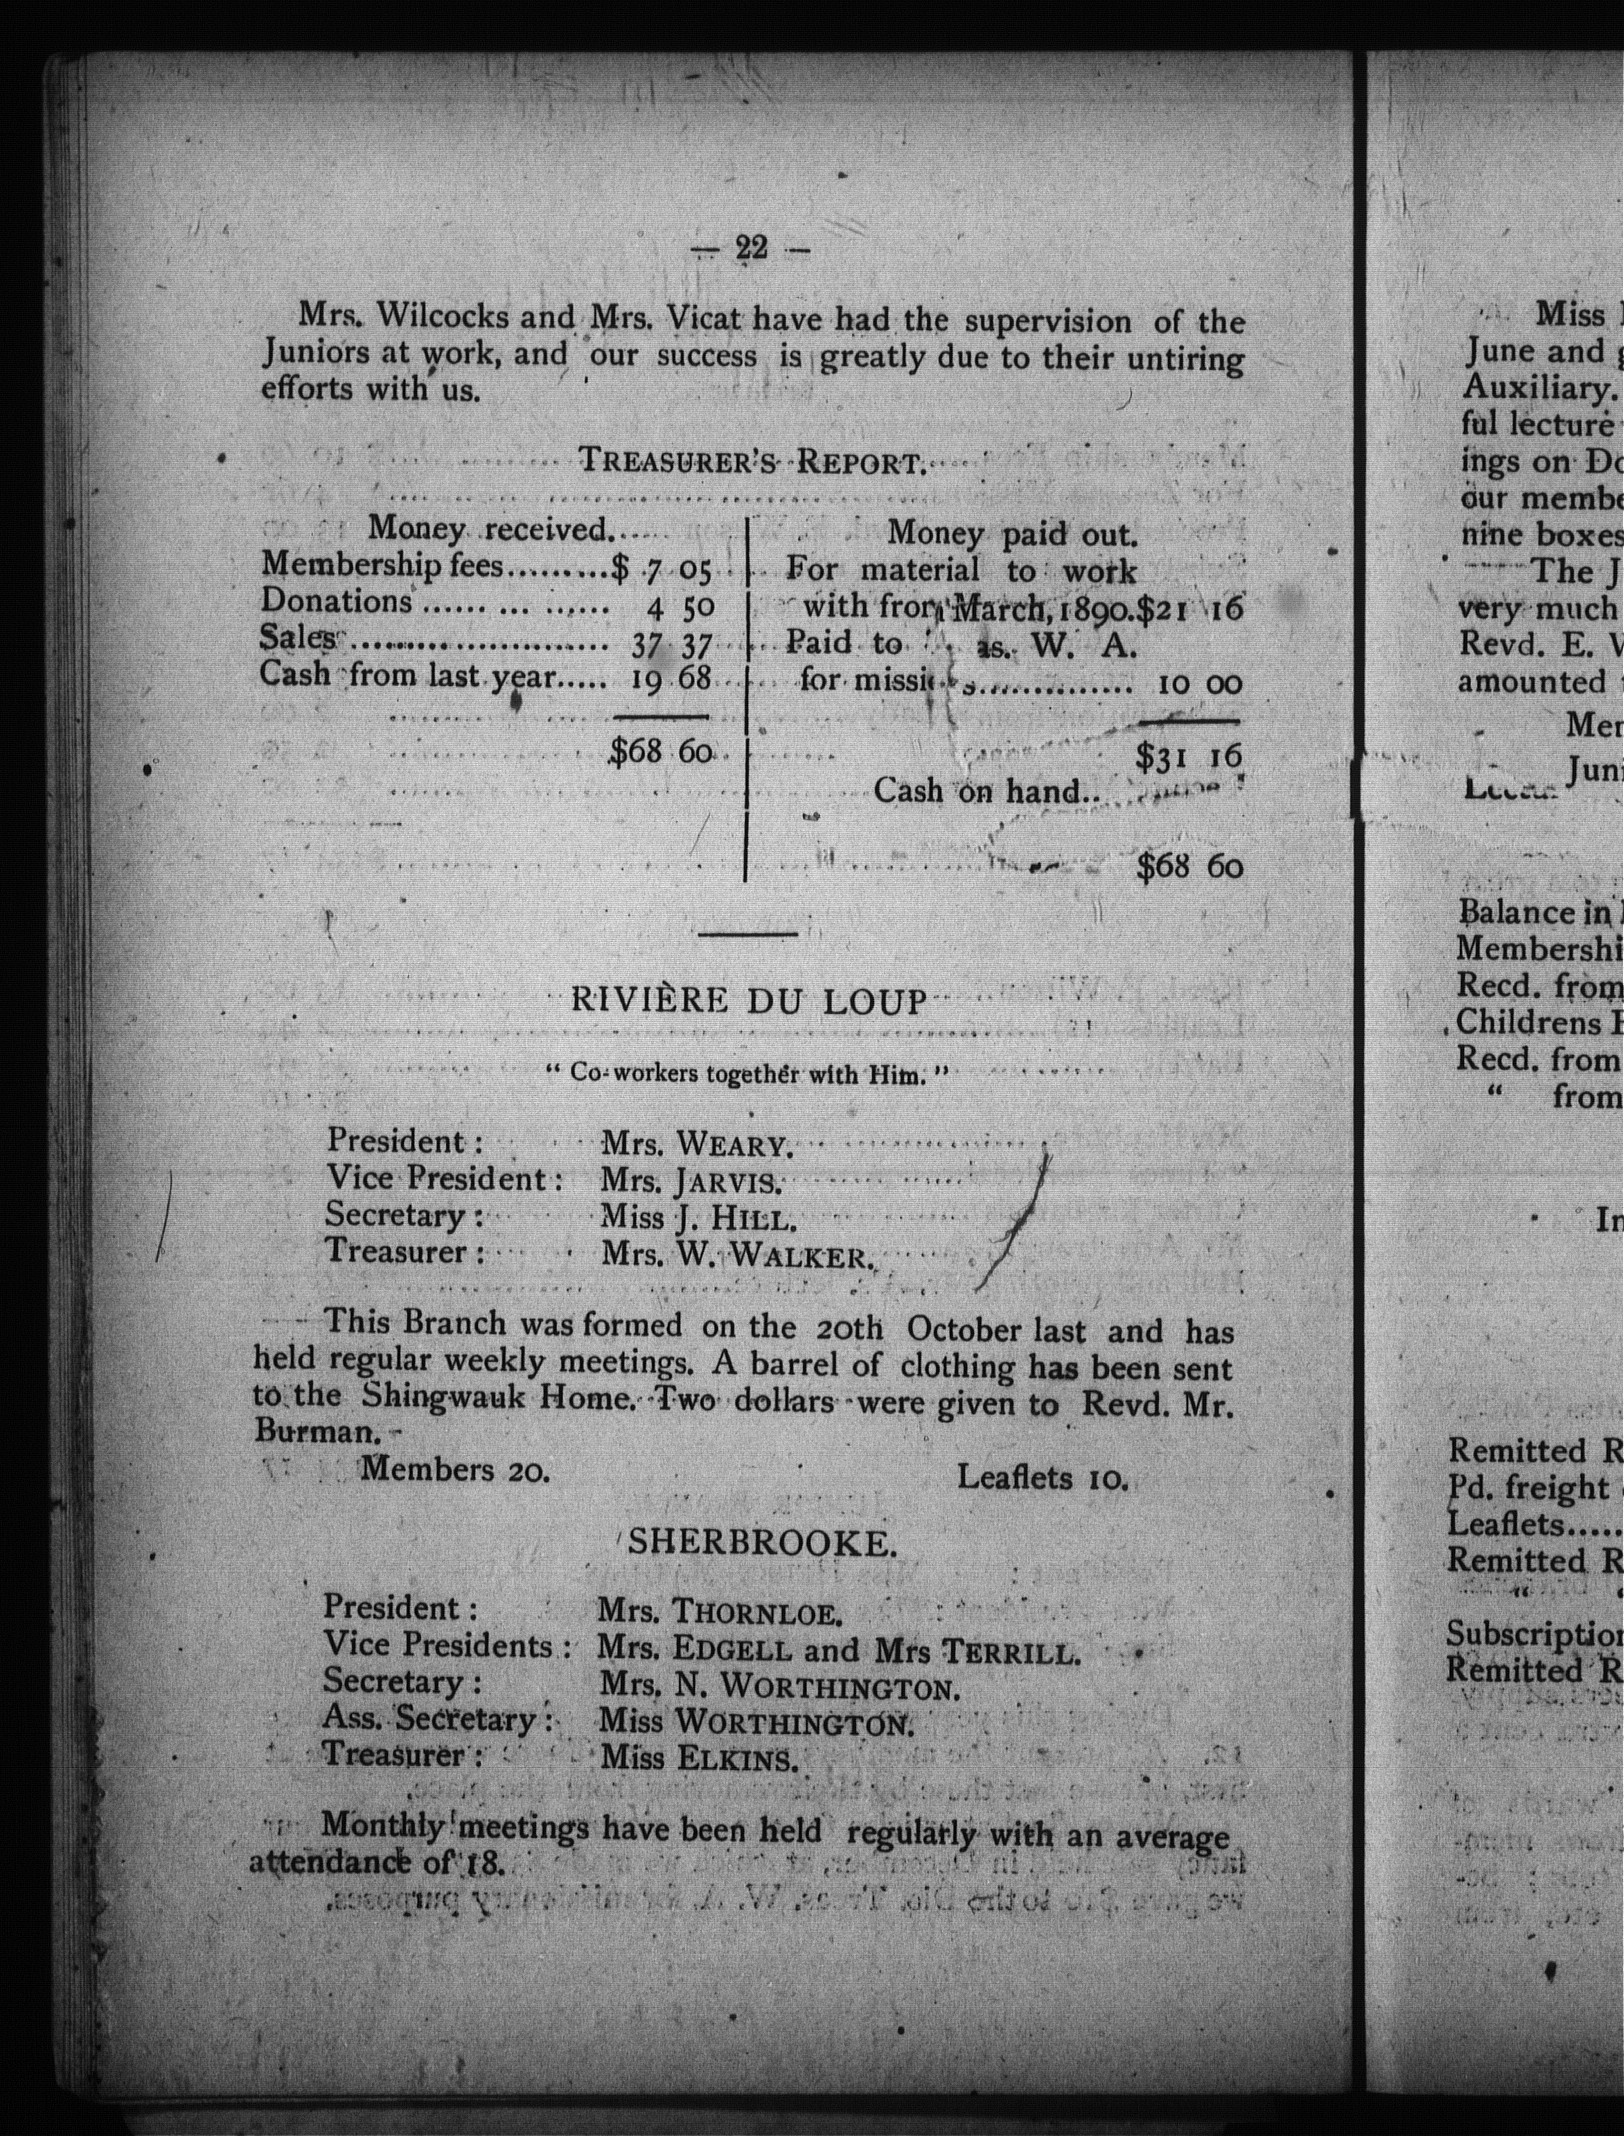 — 22 —
Mrs. Wilcocks and Mrs. Vicat have had the supervision of the
Juniors at work, and our success is greatly due to their untiring
efforts with us.
TREASURER'S REPORT.
Money received.
Membership fees..........$ 7 05
Donations ...... ... ...... 4 50
Sales ........................ 37 37
Cash from last year..... 19 68
$68 60
Money paid out.
For material to work
with from March, 1890.$21 16
Paid to as. W. A.
for missi s............... 10 00
$31 16
Cash on hand..
$68 60
RIVIÈRE DU LOUP
“ Co-workers together with Him. ”
President : Mrs. WEARY.
Vice President : Mrs. JARVIS.
Secretary : Miss J. HILL.
Treasurer : Mrs. W. WALKER.
This Branch was formed on the 20th October last and has
held regular weekly meetings. A barrel of clothing has been sent
to the Shingwauk Home. Two dollars were given to Revd. Mr.
Burman.
Members 20. Leaflets 10.
SHERBROOKE.
President : Mrs. THORNLOE.
Vice Presidents : Mrs. EDGELL and Mrs TERRILL.
Secretary : Mrs. N. WORTHINGTON.
Ass. Secretary : Miss WORTHINGTON.
Treasurer : Miss ELKINS.
Monthly meetings have been held regularly with an average
attendance of 18.
Miss
June and
Auxiliary.
ful lecture
ings on
our
nine boxes
The
very much
Revd. E.
amounted
Balance in
Recd. from
Childrens
Recd. from
“ from
In
Remitted
Pd. freight
Leaflets.....
Remitted
“
Remitted